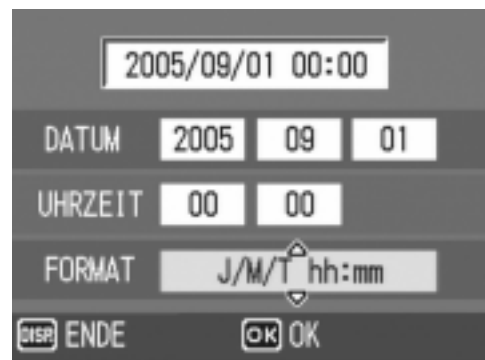 2005/09/01 00:00
DATUM 2005 09 01
UHRZEIT 00 00
FORMAT J/M/T hh:mm
DISP. ENDE OK OK